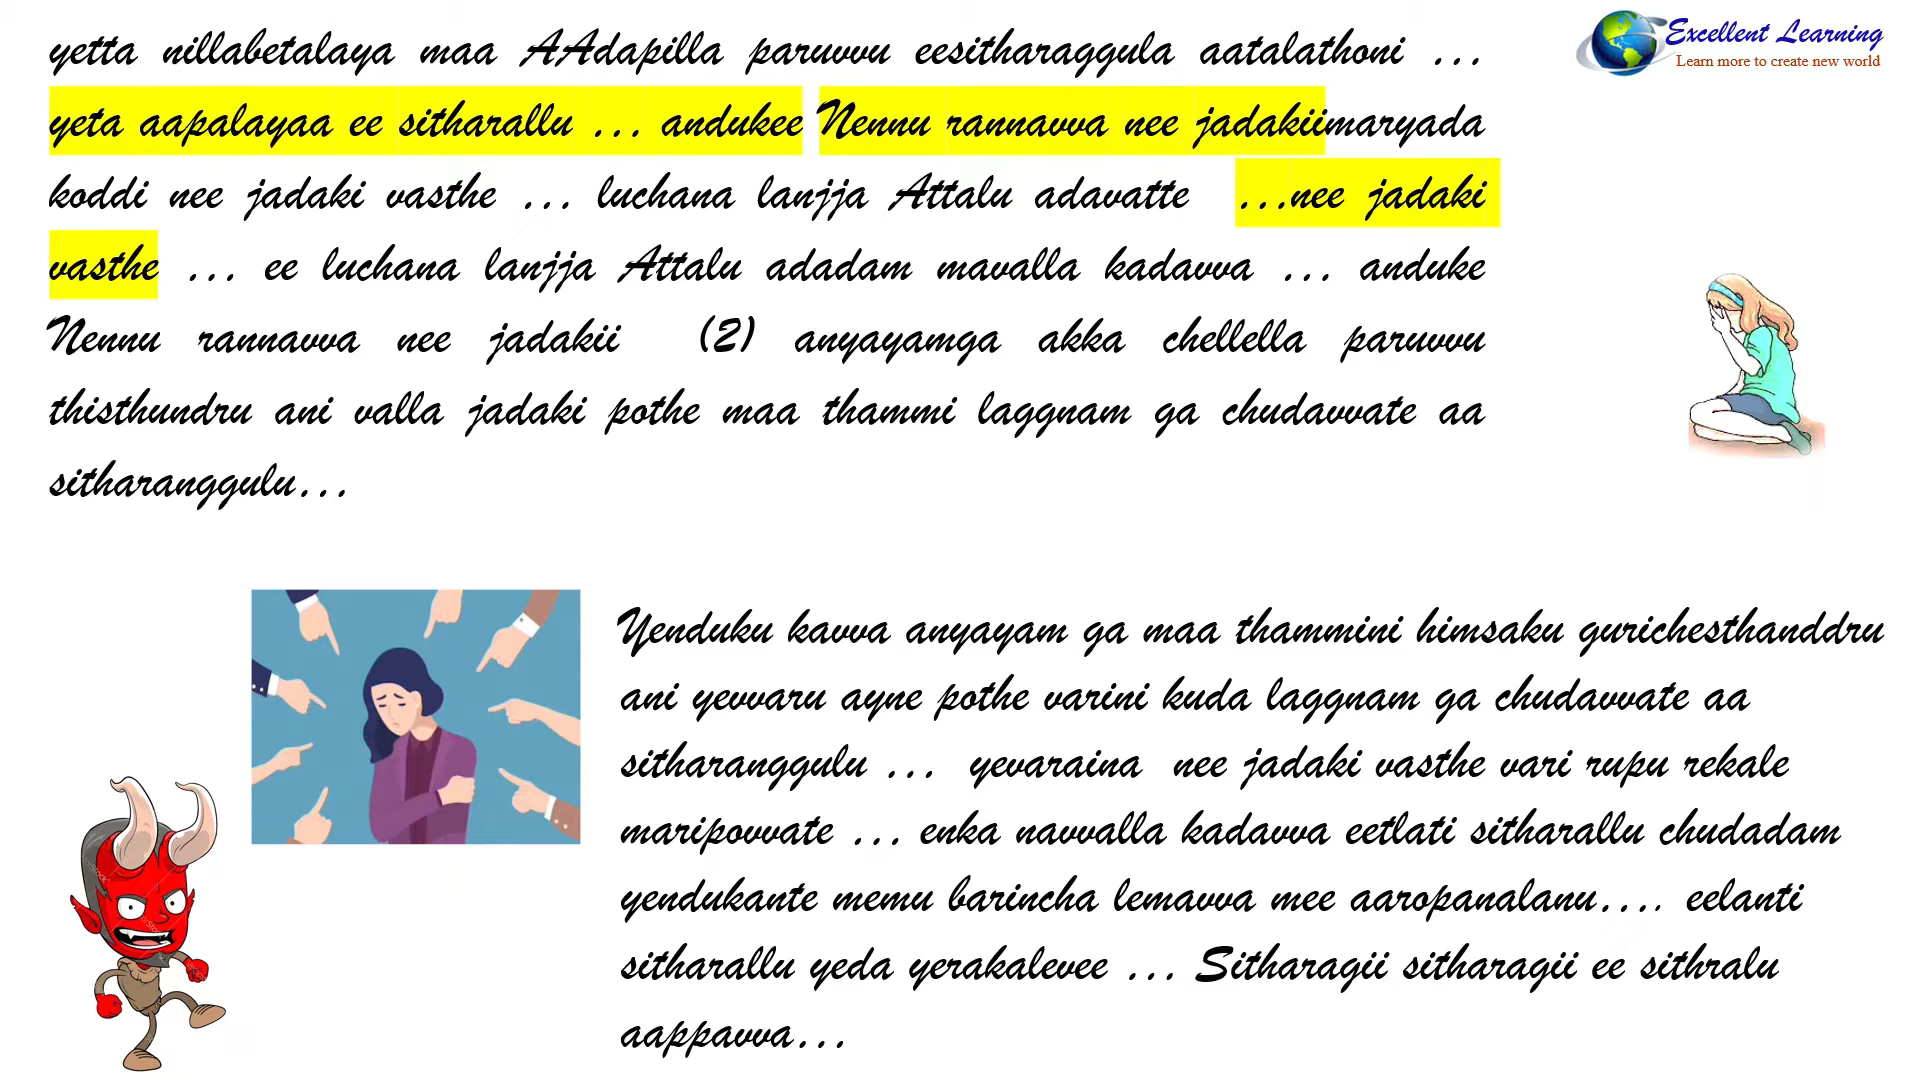 yetta nillabetalaya maa AAdapilla paruvvu eesitharaggula aatalathoni ...
yeta aapalayaa ee sitharallu ... andukee Nennu rannavva nee jadakiimaryada
koddi nee jadaki vasthe ... luchana lanjja Attalu adavatte ...nee jadaki
vasthe ... ee luchana lanjja Attalu adadam mavalla kadavva ... anduke
Nennu rannavva nee jadakii (2) anyayamga akka chellella paruvvu
thisthundru ani valla jadaki pothe maa thammi laggnam ga chudavvate aa
sitharanggulu...
Excellent Learning
Learn more to create new world
Yenduku kavva anyayam ga maa thammini himsaku gurichesthanddru
ani yevvaru ayne pothe varini kuda laggnam ga chudavvate aa
sitharanggulu ... yevaraina nee jadaki vasthe vari rupu rekale
maripovvate ... enka navvalla kadavva eetlati sitharallu chudadam
yendukante memu barincha lemavva mee aaropanalanu.... eelanti
sitharallu yeda yerakalevee ... Sitharagii sitharagii ee sithralu
aappavva...